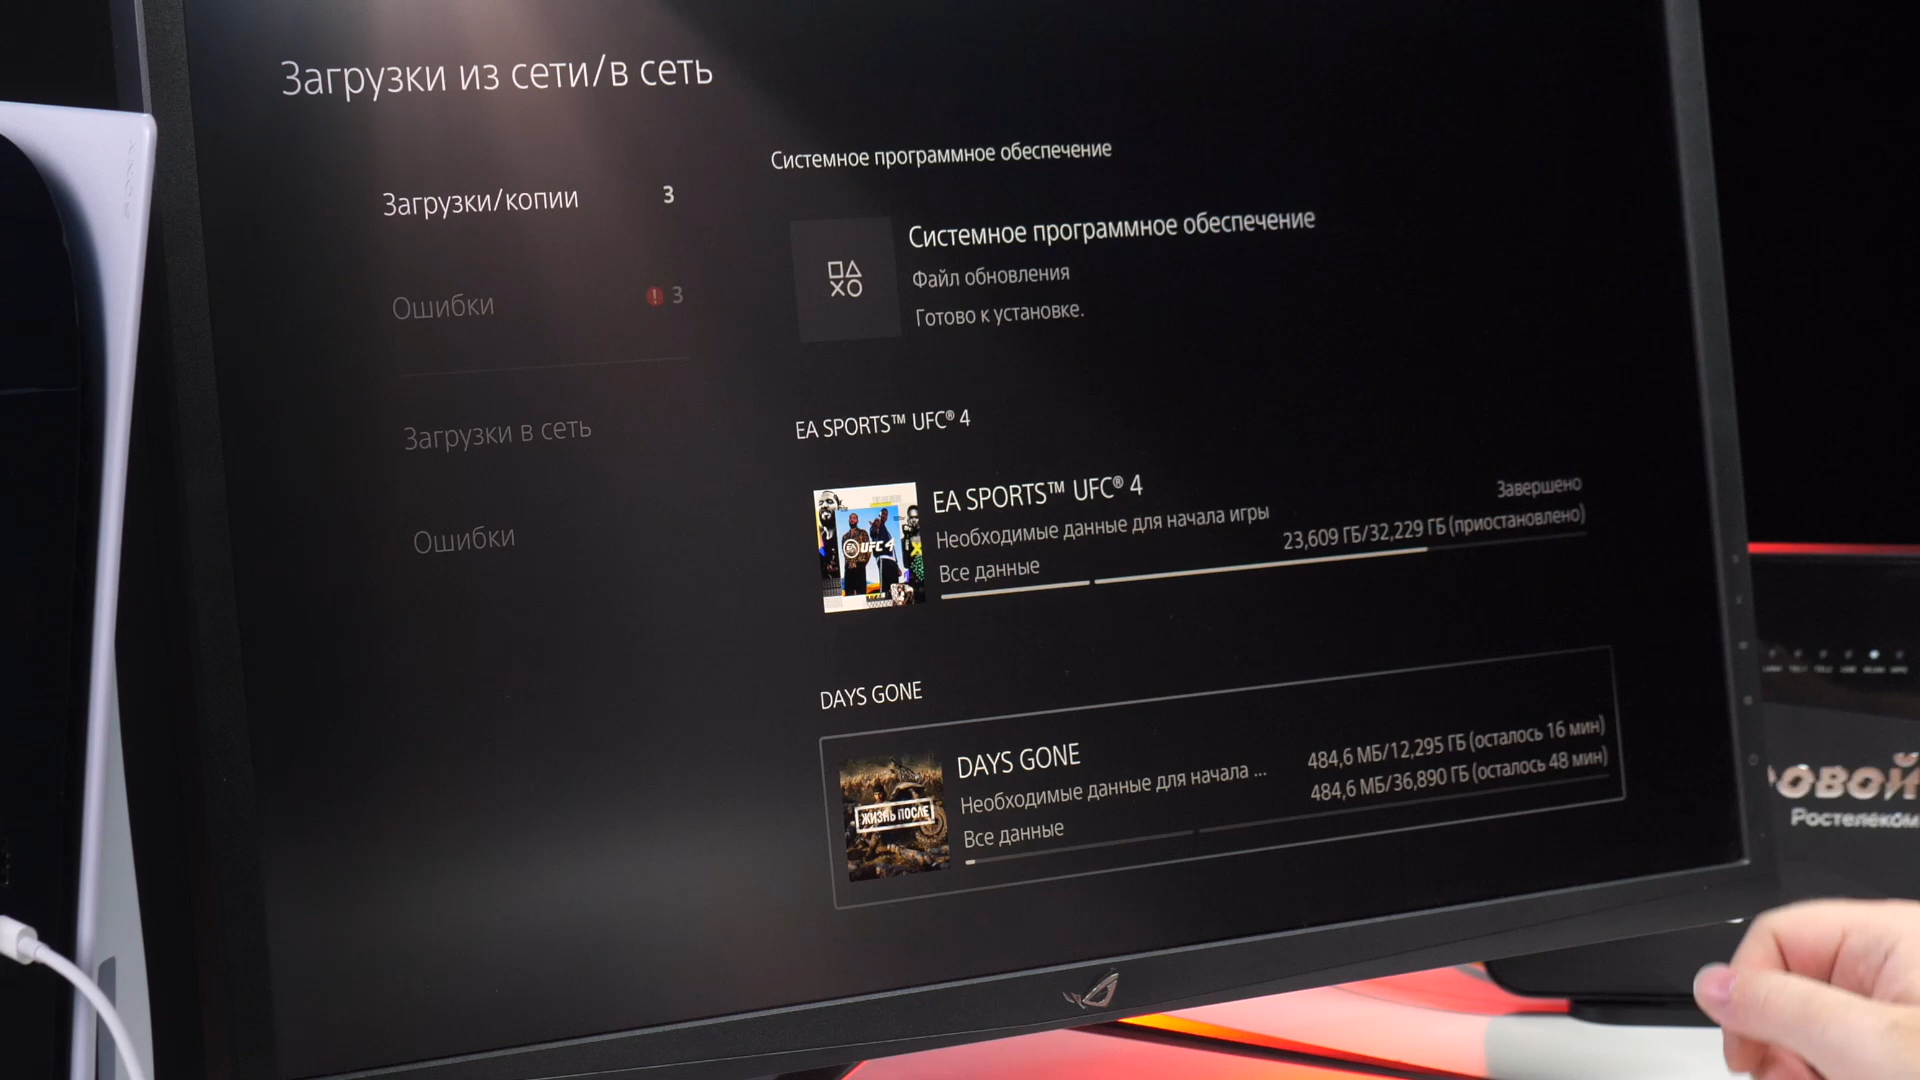 Загрузки из сети/в сеть
Загрузки/копии 3
Ошибки ! 3
Загрузки в сеть
Ошибки
Системное программное обеспечение
Системное программное обеспечение
Файл обновления
Готово к установке.
EA SPORTS™ UFC® 4
EA SPORTS™ UFC® 4
Необходимые данные для начала игры Завершено
Все данные 23,609 ГБ/32,229 ГБ (приостановлено)
UFC 4
DAYS GONE
DAYS GONE
Необходимые данные для начала ... 484,6 МБ/12,295 ГБ (осталось 16 мин)
Все данные 484,6 МБ/36,890 ГБ (осталось 48 мин)
ЖИЗНЬ ПОСЛЕ
SONY
ОВОЙ
Ростелеком